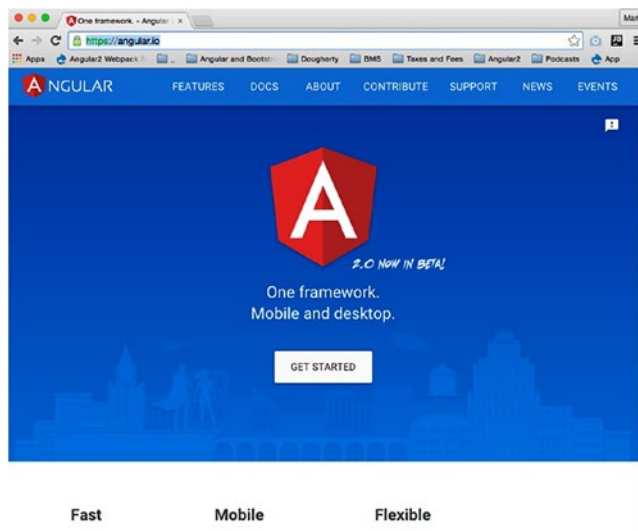 One framework. - Angular
Mar
https://angular.io
Apps
Angular2 Webpack
Angular and Bootstr
Dougherty
BMS
Taxes and Fees
Angular2
Podcasts
App
ANGULAR
FEATURES
DOCS
ABOUT
CONTRIBUTE
SUPPORT
NEWS
EVENTS
A
2.0 NOW IN BETA!
One framework.
Mobile and desktop.
GET STARTED
Fast
Mobile
Flexible